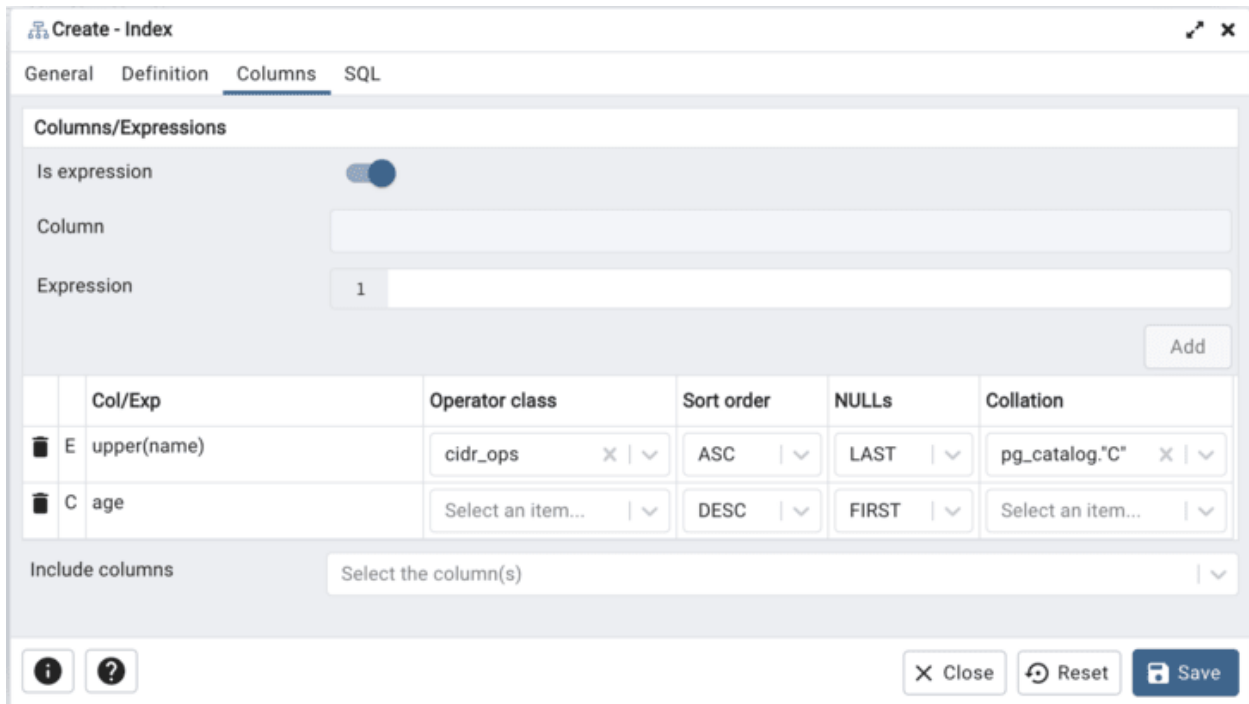 Create - Index
General Definition Columns SQL
Columns/Expressions
Is expression
Column
Expression 1
Add
Col/Exp Operator class Sort order NULLs Collation
E upper(name) cidr_ops ASC LAST pg_catalog."C"
C age Select an item... DESC FIRST Select an item...
Include columns Select the column(s)
Close Reset Save